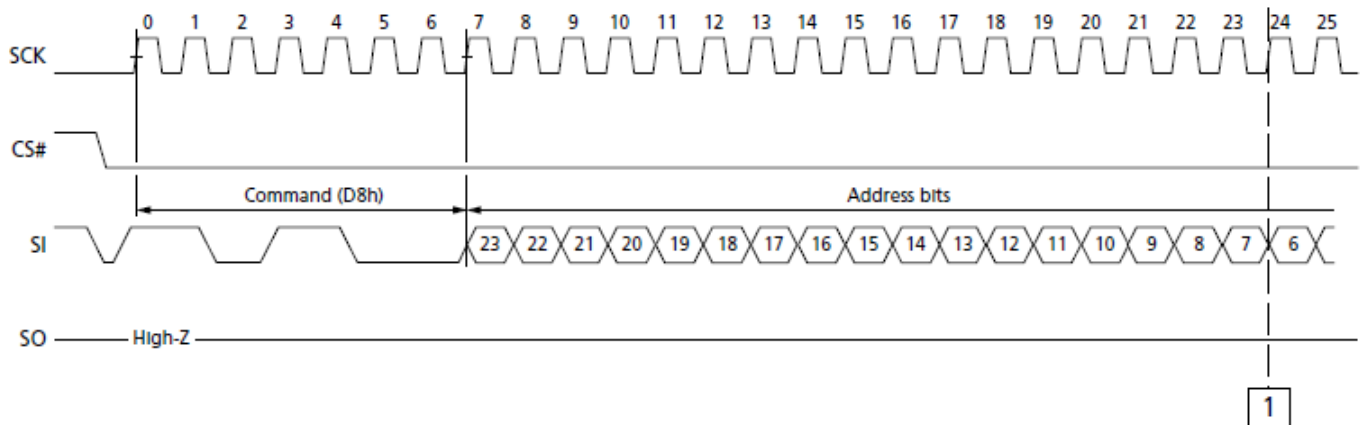 0 1 2 3 4 5 6 7 8 9 10 11 12 13 14 15 16 17 18 19 20 21 22 23 24 25
SCK
CS#
Command (D8h) Address bits
SI 23 22 21 20 19 18 17 16 15 14 13 12 11 10 9 8 7 6
SO High-Z
1